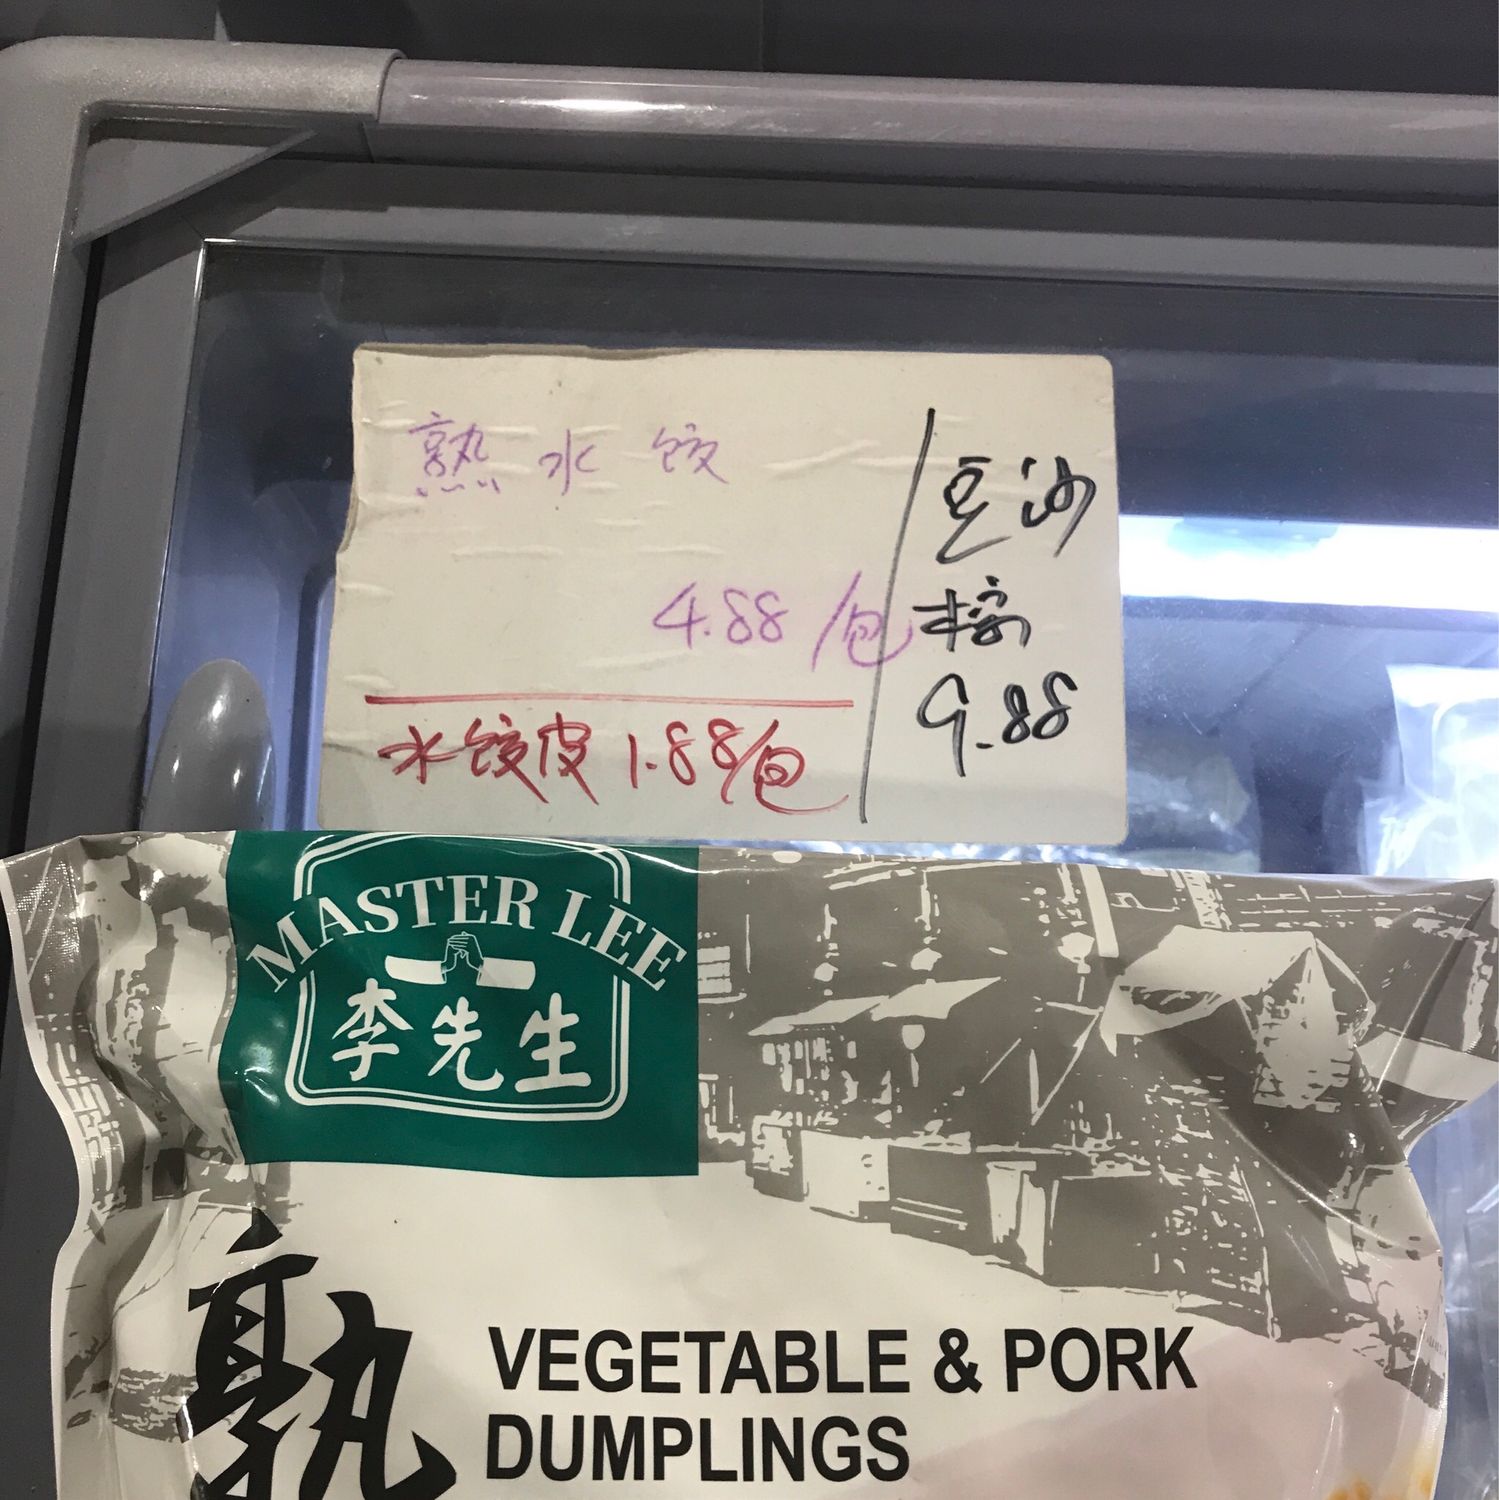 熟水饺
4.88/包
水饺皮 1.88/包
豆沙
粽
9.88
MASTER LEE
李先生
熟
VEGETABLE & PORK
DUMPLINGS